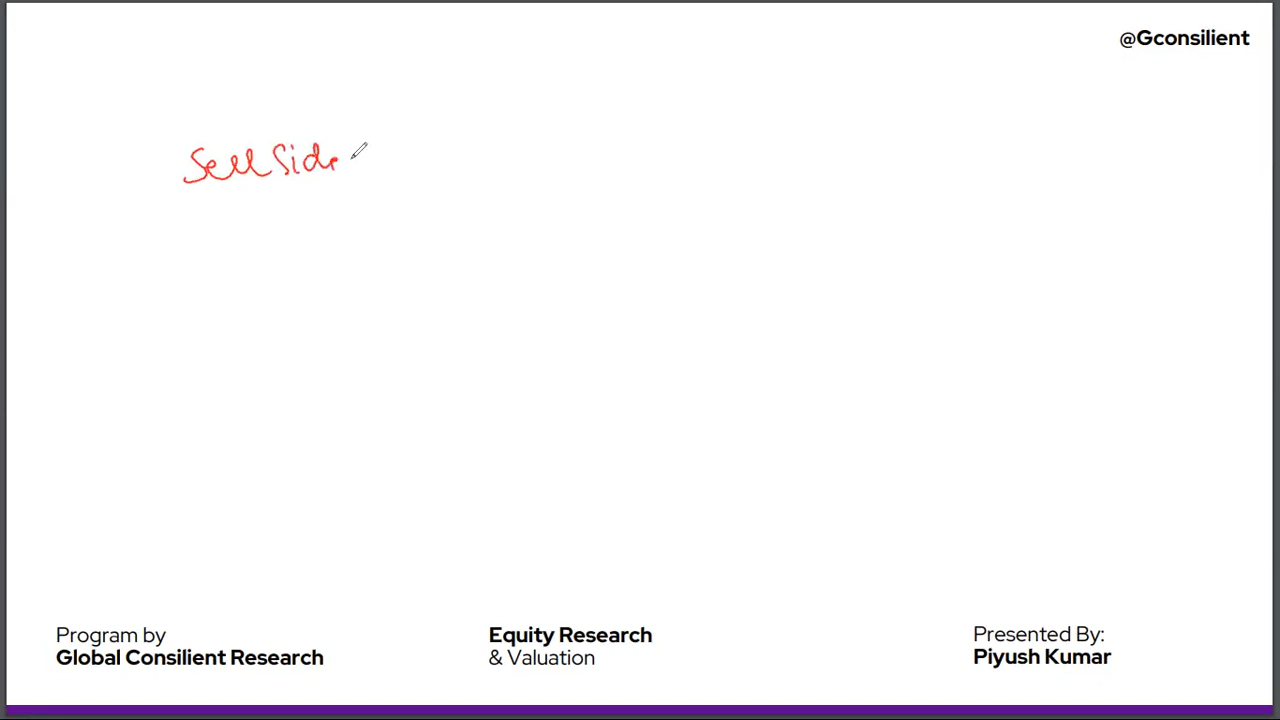 @Gconsilient
Sell Side
Program by
Global Consilient Research
Equity Research
& Valuation
Presented By:
Piyush Kumar